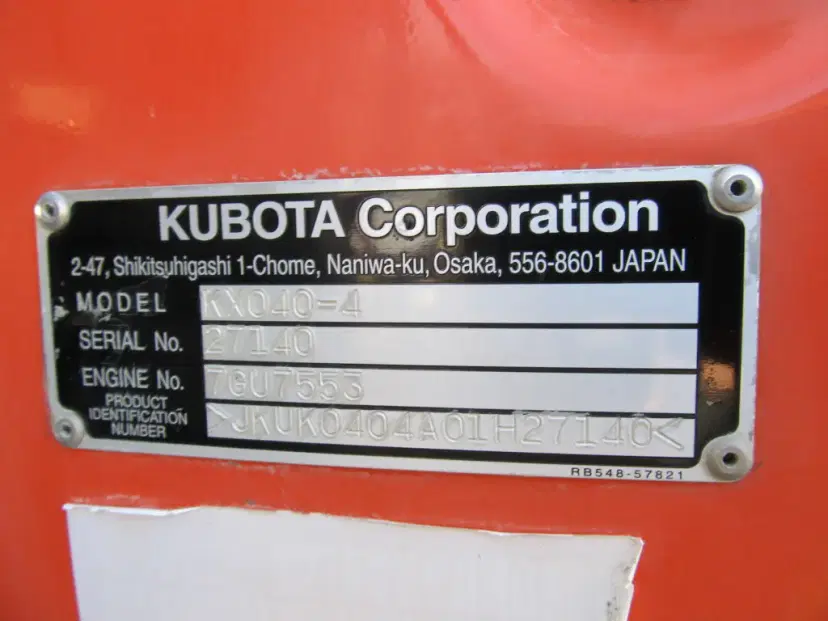 KUBOTA Corporation
2-47, Shikitsuhigashi 1-Chome, Naniwa-ku, Osaka, 556-8601 JAPAN
MODEL KX040-4
SERIAL No. 27140
ENGINE No. 7GU7553
PRODUCT
IDENTIFICATION
NUMBER
>JKUK0404A01H27140<
RB548-57821